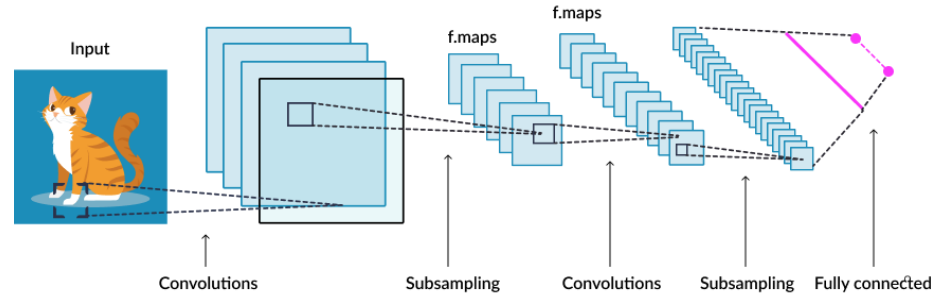 Input
f.maps
f.maps
Convolutions
Subsampling
Convolutions
Subsampling
Fully connected